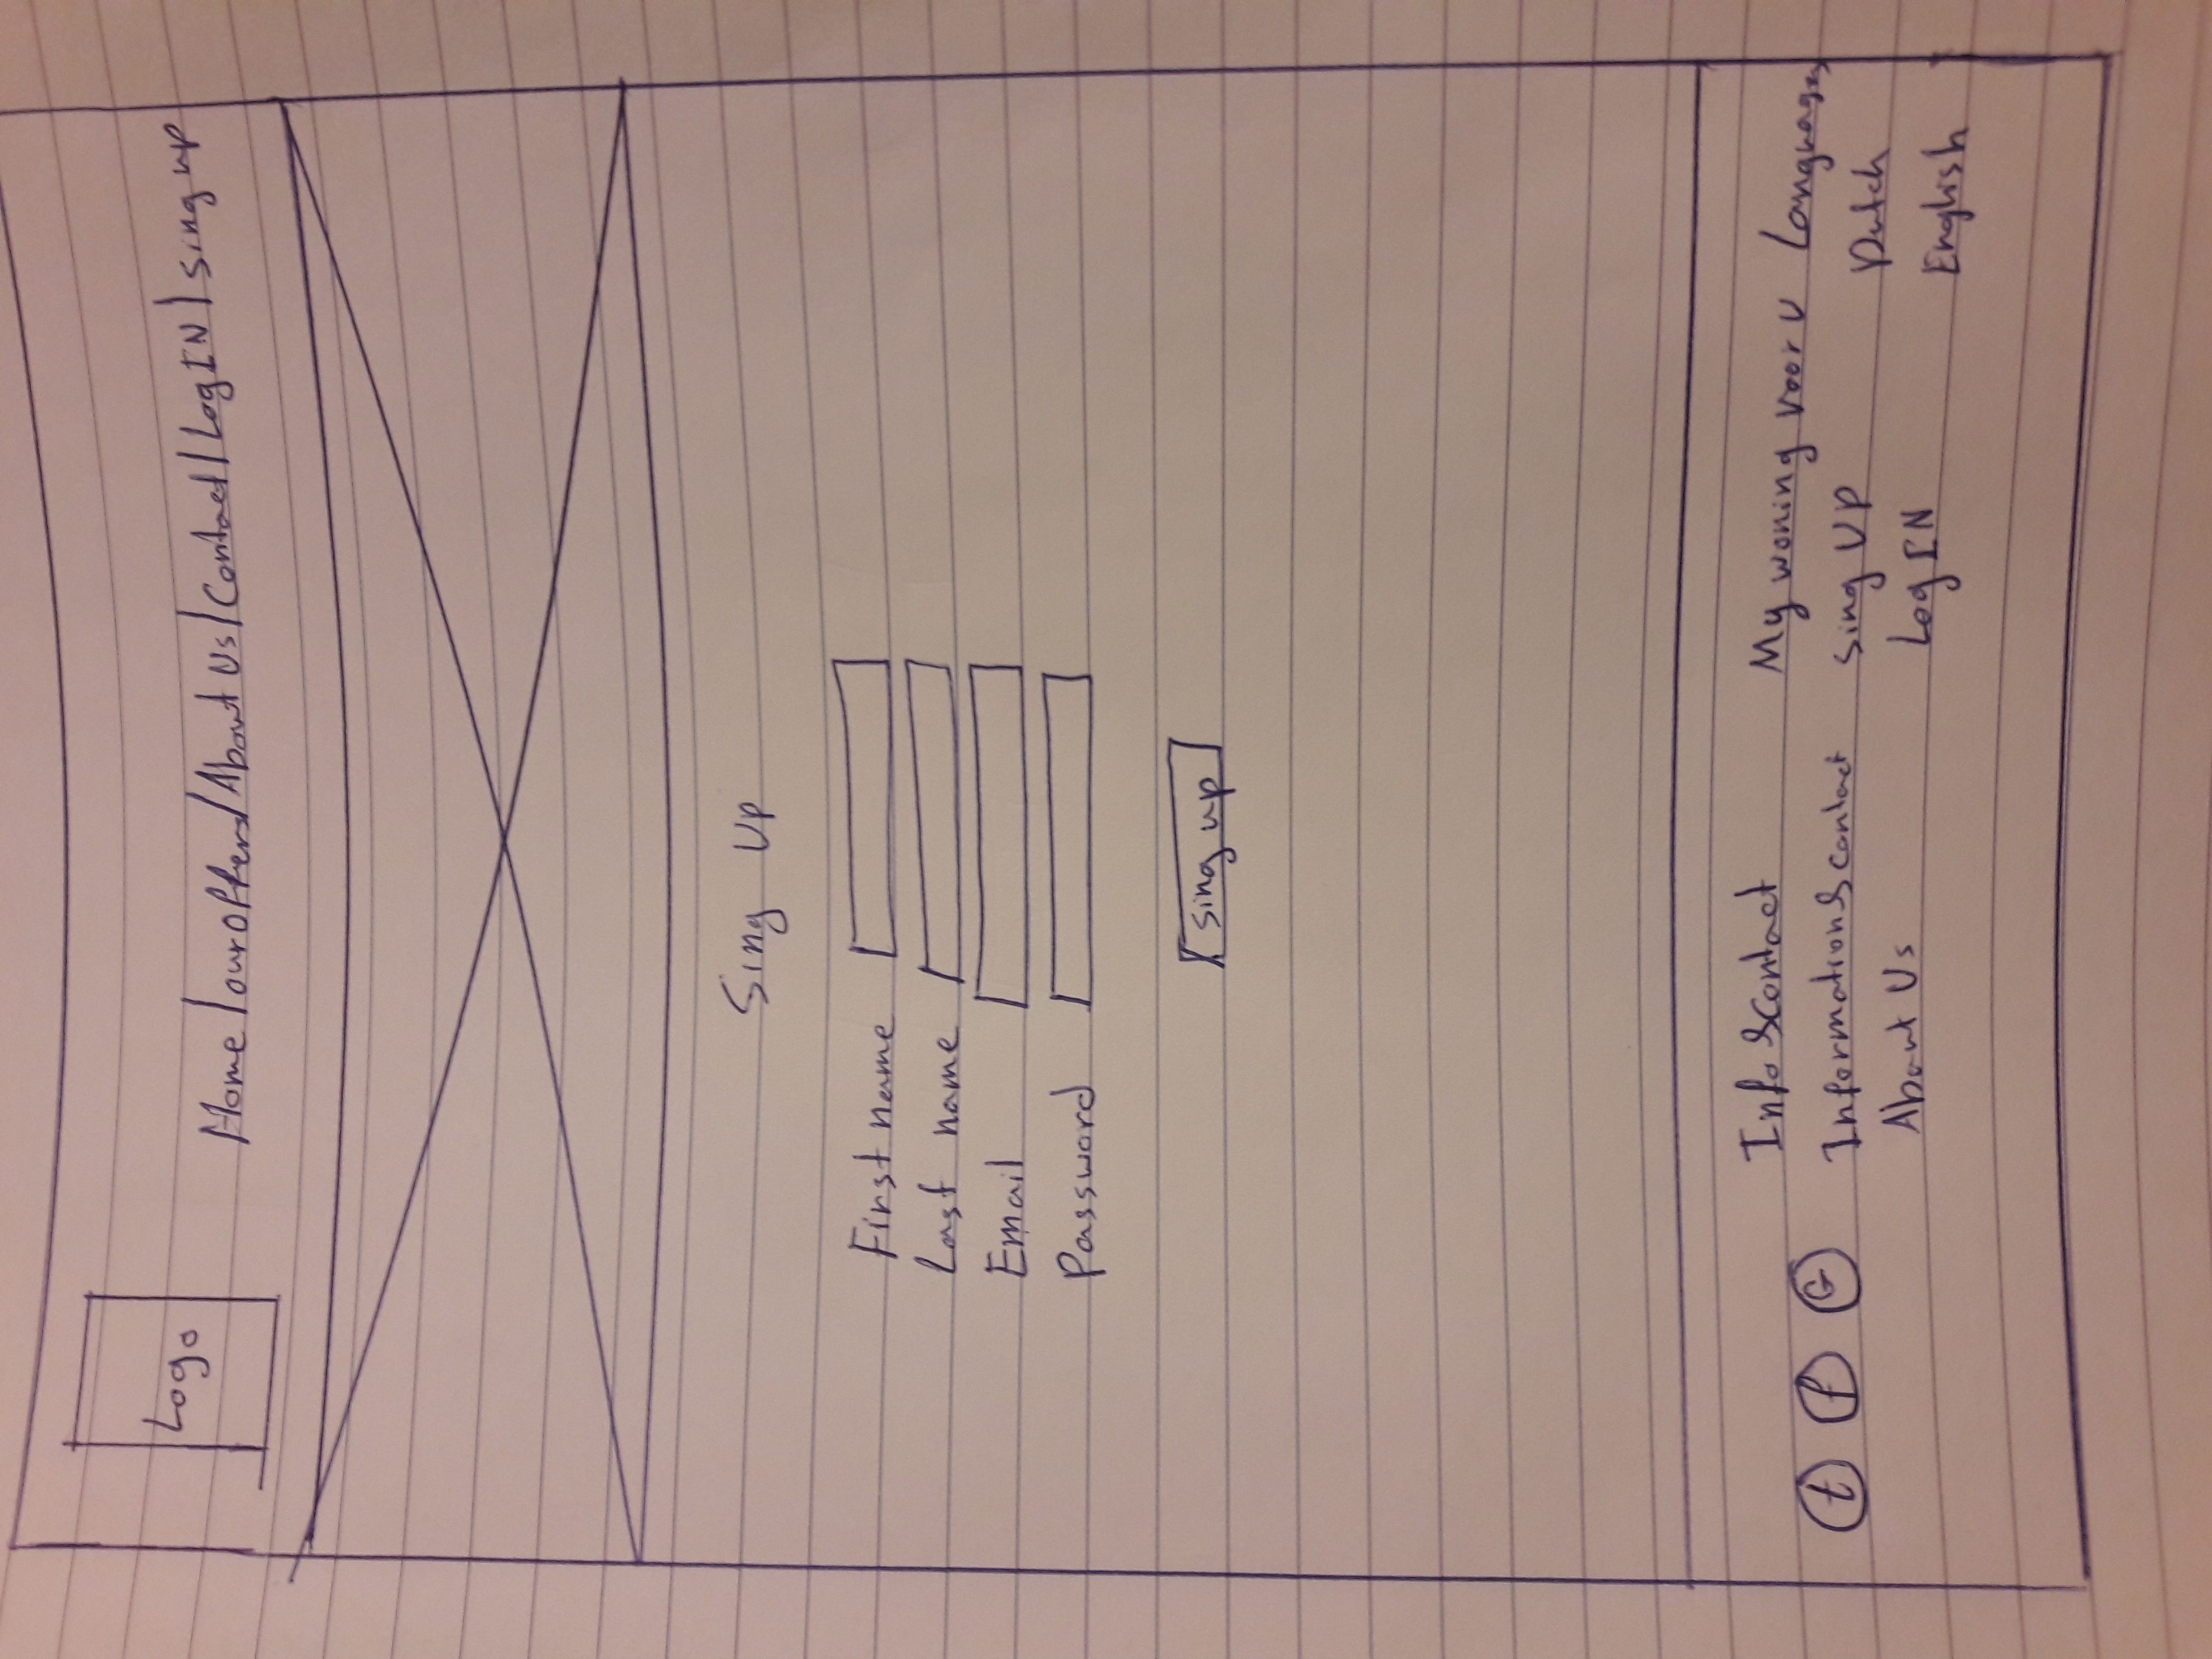 Logo
Home / our Offers / About Us / Contact / Log IN / sing up
Sing Up
First name
Last name
Email
Password
sing up
t f G
Info & contact
Information & contact
About Us
My woning voor U
Sing UP
Log IN
Languages
Dutch
English